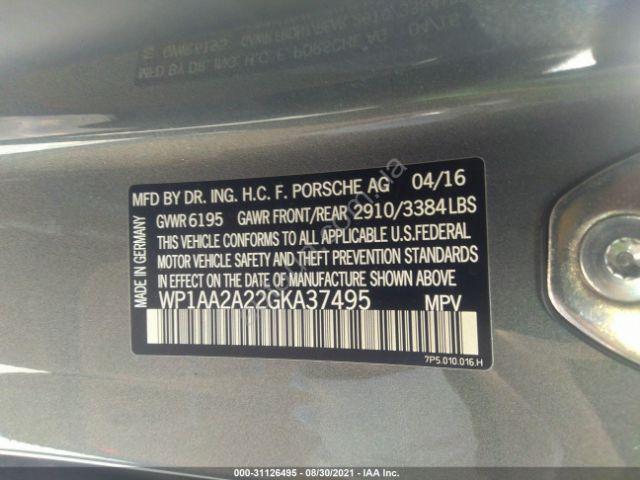 MFD BY DR. ING. H.C. F. PORSCHE AG 04/16
GVWR 6195 GAWR FRONT/REAR 2910/3384 LBS
THIS VEHICLE CONFORMS TO ALL APPLICABLE U.S.FEDERAL
MOTOR VEHICLE SAFETY AND THEFT PREVENTION STANDARDS
IN EFFECT ON THE DATE OF MANUFACTURE SHOWN ABOVE
WP1AA2A22GKA37495 MPV
MADE IN GERMANY
7P5.010.016.H
000-31126495 - 08/30/2021 - IAA Inc.